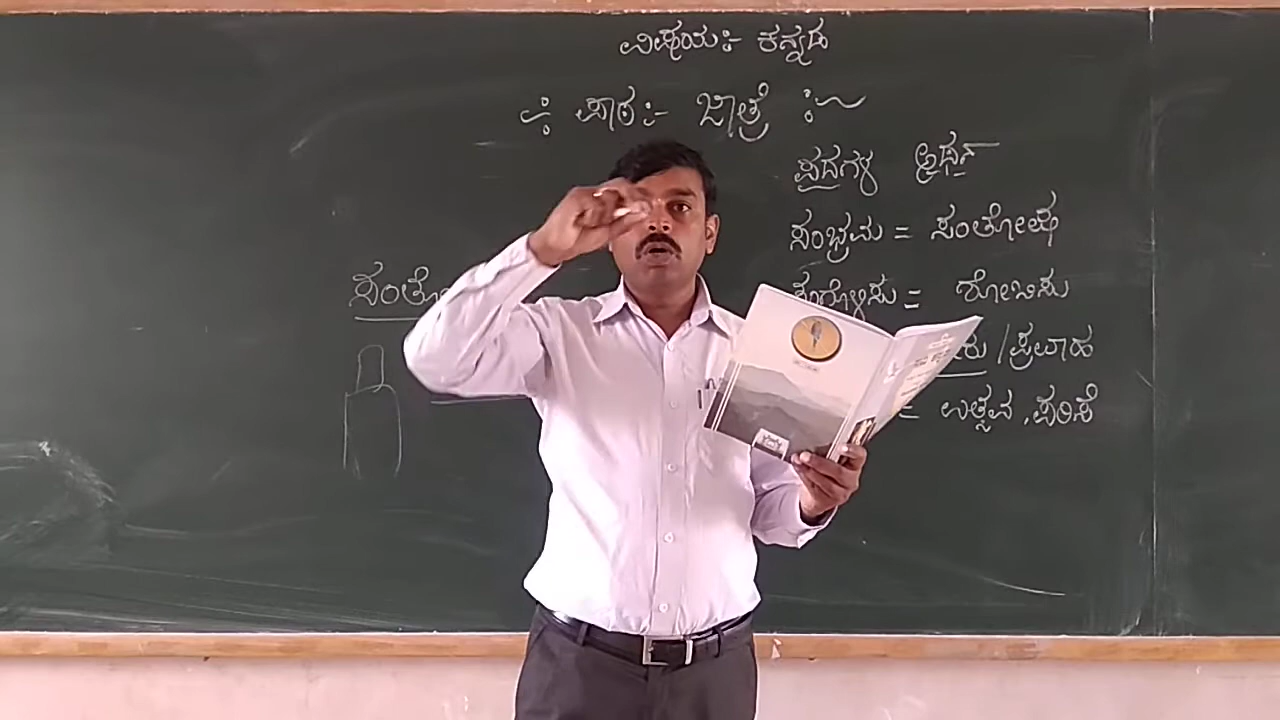 ವಿಷಯ:- ಕನ್ನಡ
ಪಾಠ:- ಜಾತ್ರೆ
ಪದಗಳ ಅರ್ಥ
ಸಂಭ್ರಮ = ಸಂತೋಷ
= ಶೋಬಿಸು
ಸಂತೋ
/ಪ್ರವಾಹ
= ಉತ್ಸವ, ಪರಿಸೆ